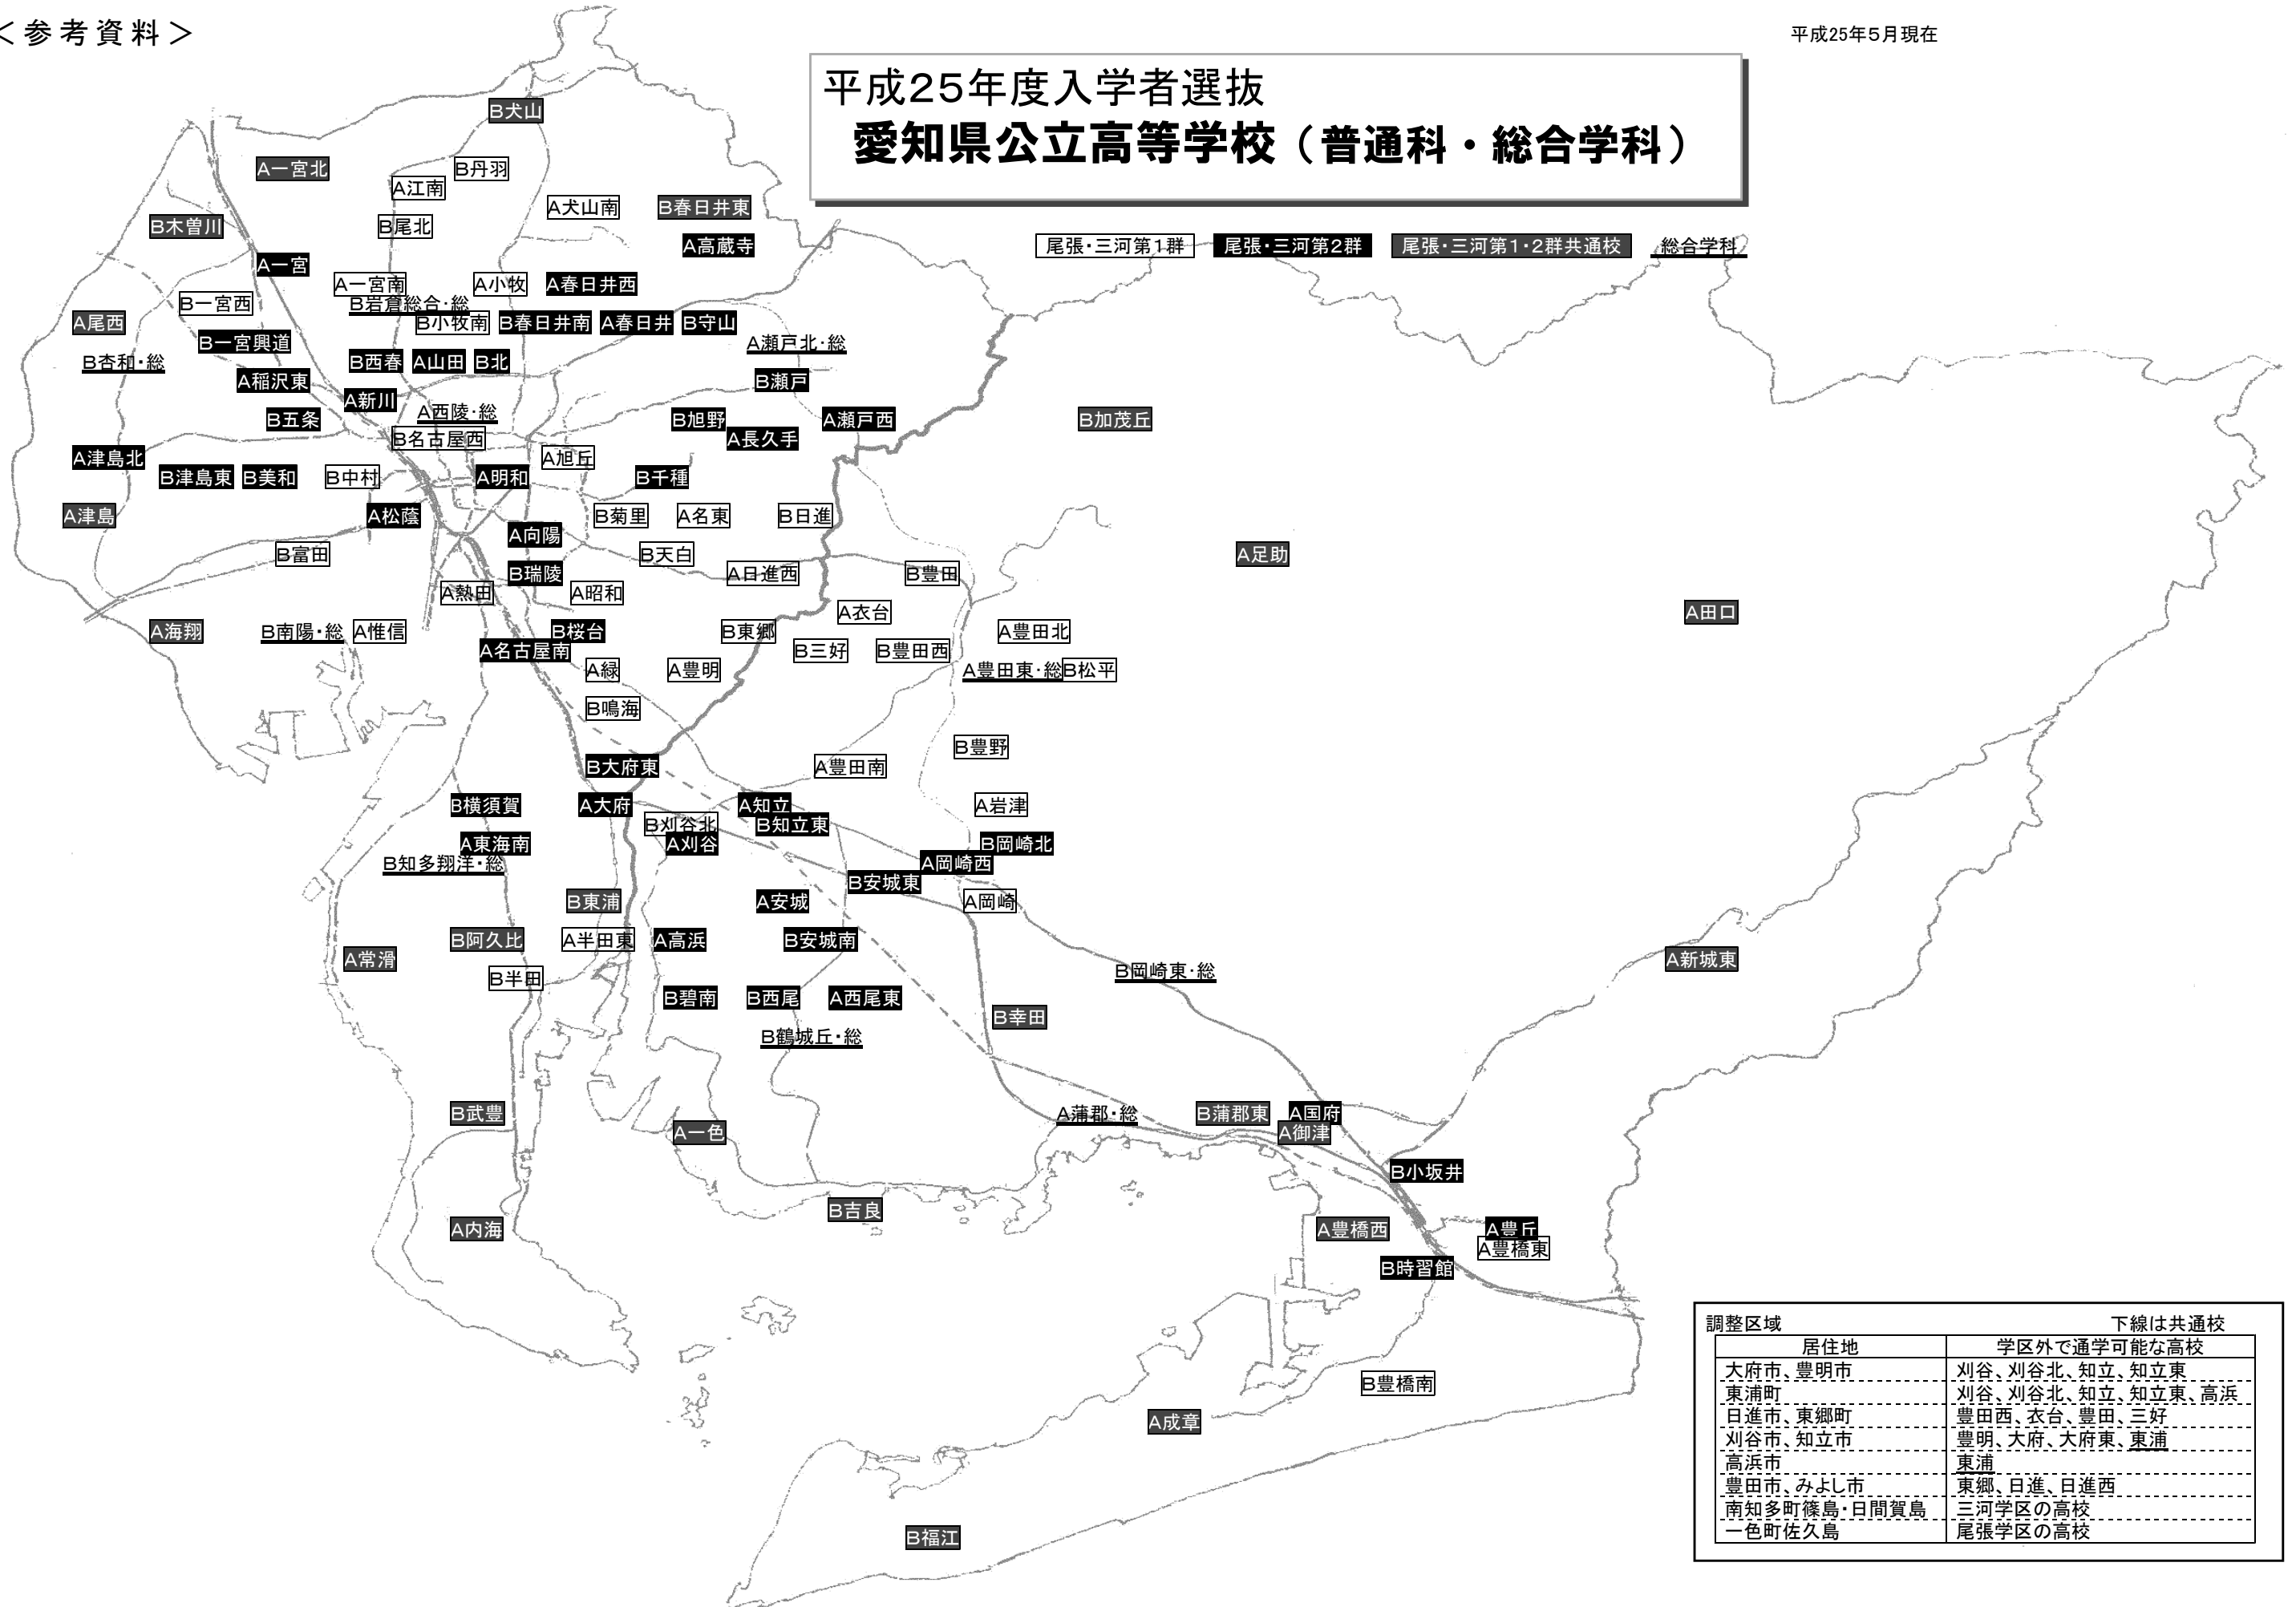 ＜参考資料＞
平成25年5月現在
平成２５年度入学者選抜
愛知県公立高等学校（普通科・総合学科）
尾張・三河第１群
尾張・三河第２群
尾張・三河第１・２群共通校
総合学科
B犬山
A一宮北
B丹羽
A江南
A犬山南
B春日井東
B木曽川
B尾北
A高蔵寺
A一宮
A一宮南
A小牧
A春日井西
B一宮西
B岩倉総合・総
A尾西
B小牧南
B春日井南
A春日井
B守山
B一宮興道
A瀬戸北・総
B杏和・総
B西春
A山田
B北
A稲沢東
B瀬戸
A新川
A西陵・総
B五条
B旭野
A瀬戸西
B加茂丘
B名古屋西
A長久手
A津島北
A旭丘
B津島東
B美和
B中村
A明和
B千種
A津島
A松蔭
B菊里
A名東
B日進
A向陽
B富田
B天白
A足助
B瑞陵
A日進西
B豊田
A熱田
A昭和
A衣台
A田口
A海翔
B南陽・総
A惟信
B桜台
B東郷
A豊田北
A名古屋南
B三好
B豊田西
A緑
A豊明
A豊田東・総
B松平
B鳴海
B豊野
B大府東
A豊田南
B横須賀
A大府
A知立
A岩津
B刈谷北
B知立東
A東海南
A刈谷
B岡崎北
B知多翔洋・総
A岡崎西
B安城東
B東浦
A安城
A岡崎
B阿久比
A半田東
A高浜
B安城南
A常滑
A新城東
B半田
B岡崎東・総
B碧南
B西尾
A西尾東
B幸田
B鶴城丘・総
B武豊
A蒲郡・総
B蒲郡東
A国府
A一色
A御津
B小坂井
B吉良
A内海
A豊橋西
A豊丘
A豊橋東
B時習館
B豊橋南
A成章
B福江
調整区域　下線は共通校
居住地　学区外で通学可能な高校
大府市、豊明市　刈谷、刈谷北、知立、知立東
東浦町　刈谷、刈谷北、知立、知立東、高浜
日進市、東郷町　豊田西、衣台、豊田、三好
刈谷市、知立市　豊明、大府、大府東、東浦
高浜市　東浦
豊田市、みよし市　東郷、日進、日進西
南知多町篠島・日間賀島　三河学区の高校
一色町佐久島　尾張学区の高校